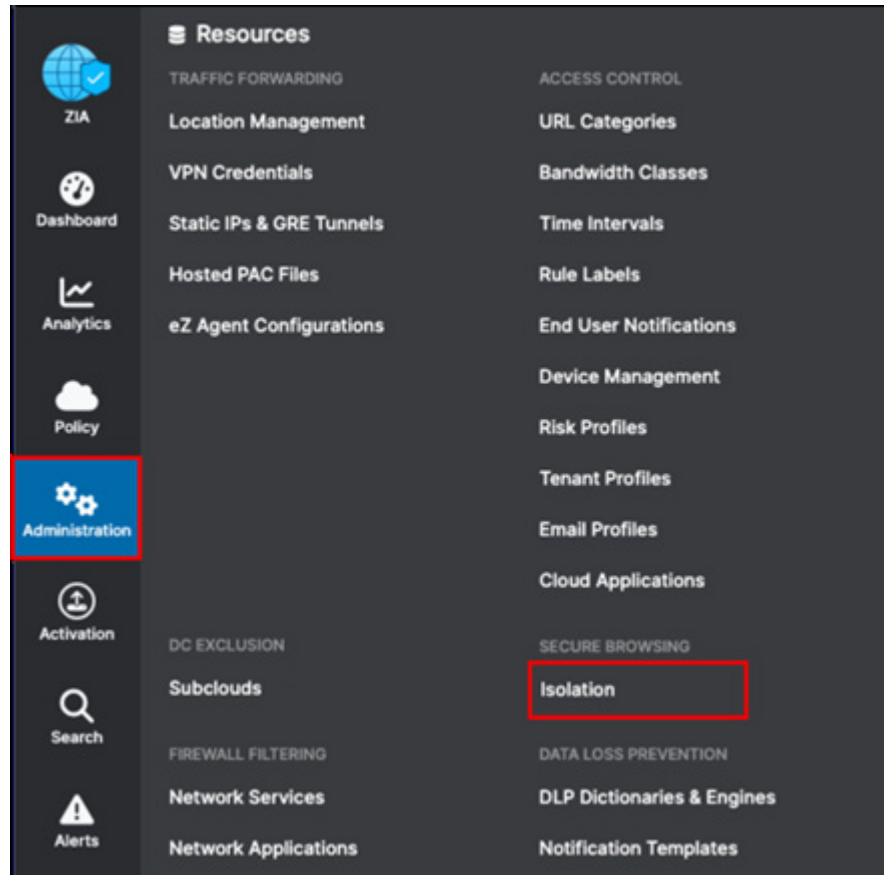 ZIA
Dashboard
Analytics
Policy
Administration
Activation
Search
Alerts
Resources
TRAFFIC FORWARDING
Location Management
VPN Credentials
Static IPs & GRE Tunnels
Hosted PAC Files
eZ Agent Configurations
DC EXCLUSION
Subclouds
FIREWALL FILTERING
Network Services
Network Applications
ACCESS CONTROL
URL Categories
Bandwidth Classes
Time Intervals
Rule Labels
End User Notifications
Device Management
Risk Profiles
Tenant Profiles
Email Profiles
Cloud Applications
SECURE BROWSING
Isolation
DATA LOSS PREVENTION
DLP Dictionaries & Engines
Notification Templates